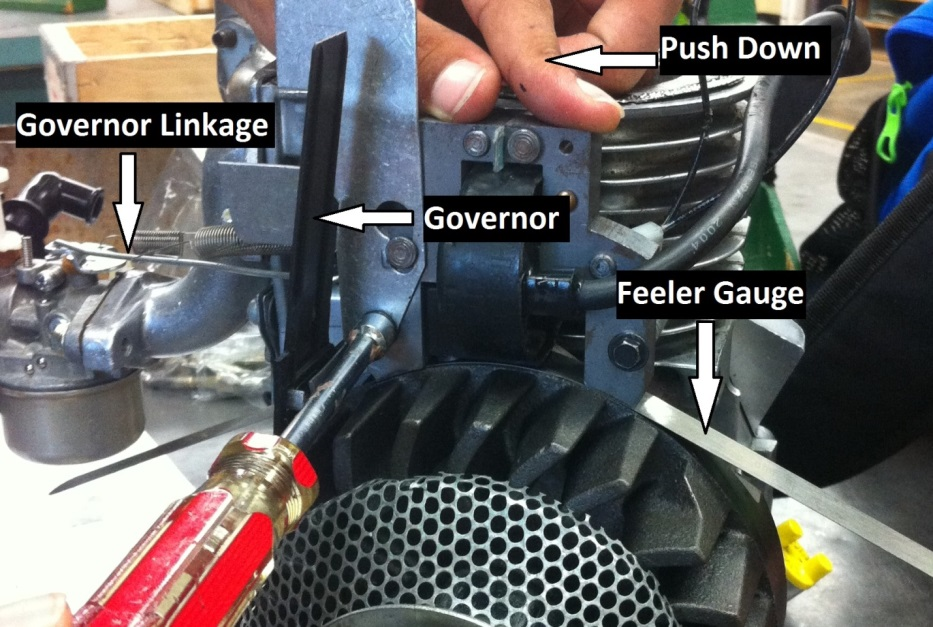 Push Down
Governor Linkage
Governor
Feeler Gauge